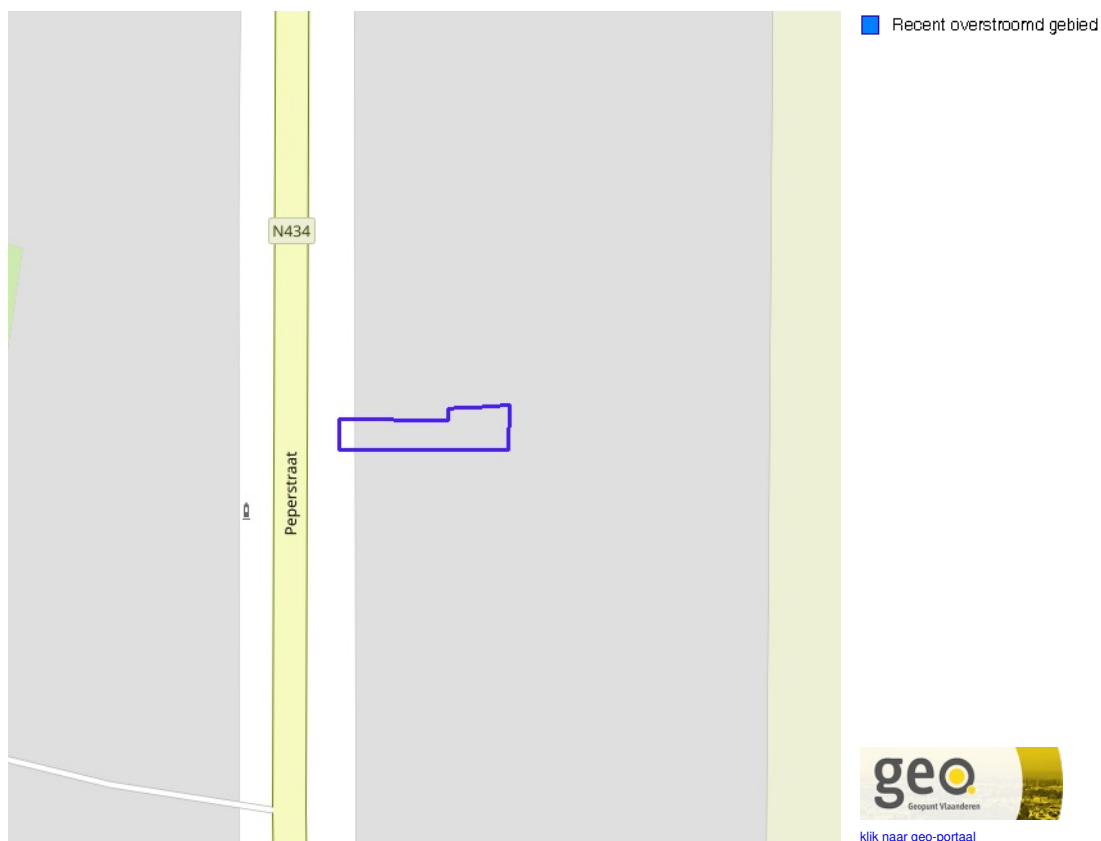 Recent overstroomd gebied
N434
Peperstraat
geo
Geopunt Vlaanderen
klik naar geo-portaal